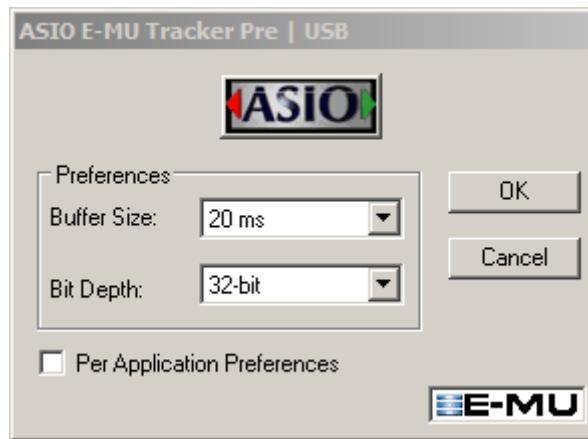 ASIO E-MU Tracker Pre | USB
ASIO
Preferences
Buffer Size: 20 ms
Bit Depth: 32-bit
OK
Cancel
Per Application Preferences
E-MU